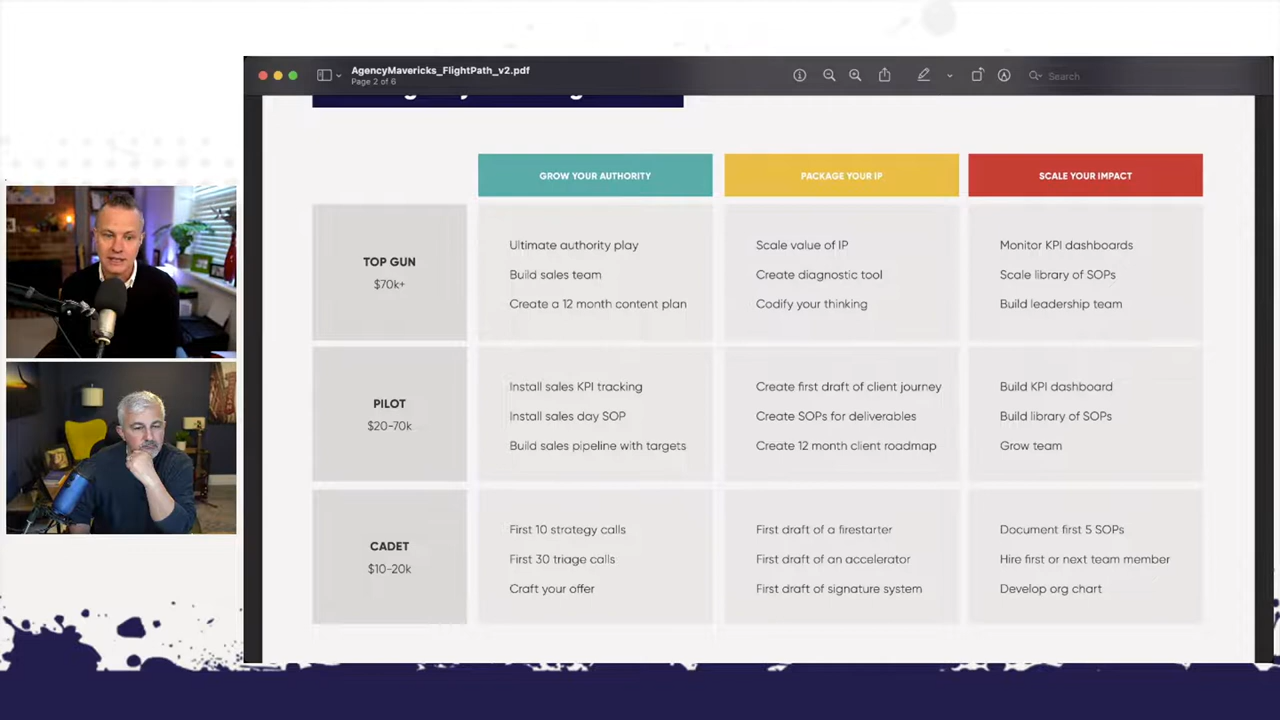 AgencyMavericks_FlightPath_v2.pdf
Page 2 of 6
Search
GROW YOUR AUTHORITY
PACKAGE YOUR IP
SCALE YOUR IMPACT
TOP GUN
$70k+
Ultimate authority play
Build sales team
Create a 12 month content plan
Scale value of IP
Create diagnostic tool
Codify your thinking
Monitor KPI dashboards
Scale library of SOPs
Build leadership team
PILOT
$20-70k
Install sales KPI tracking
Install sales day SOP
Build sales pipeline with targets
Create first draft of client journey
Create SOPs for deliverables
Create 12 month client roadmap
Build KPI dashboard
Build library of SOPs
Grow team
CADET
$10-20k
First 10 strategy calls
First 30 triage calls
Craft your offer
First draft of a firestarter
First draft of an accelerator
First draft of signature system
Document first 5 SOPs
Hire first or next team member
Develop org chart